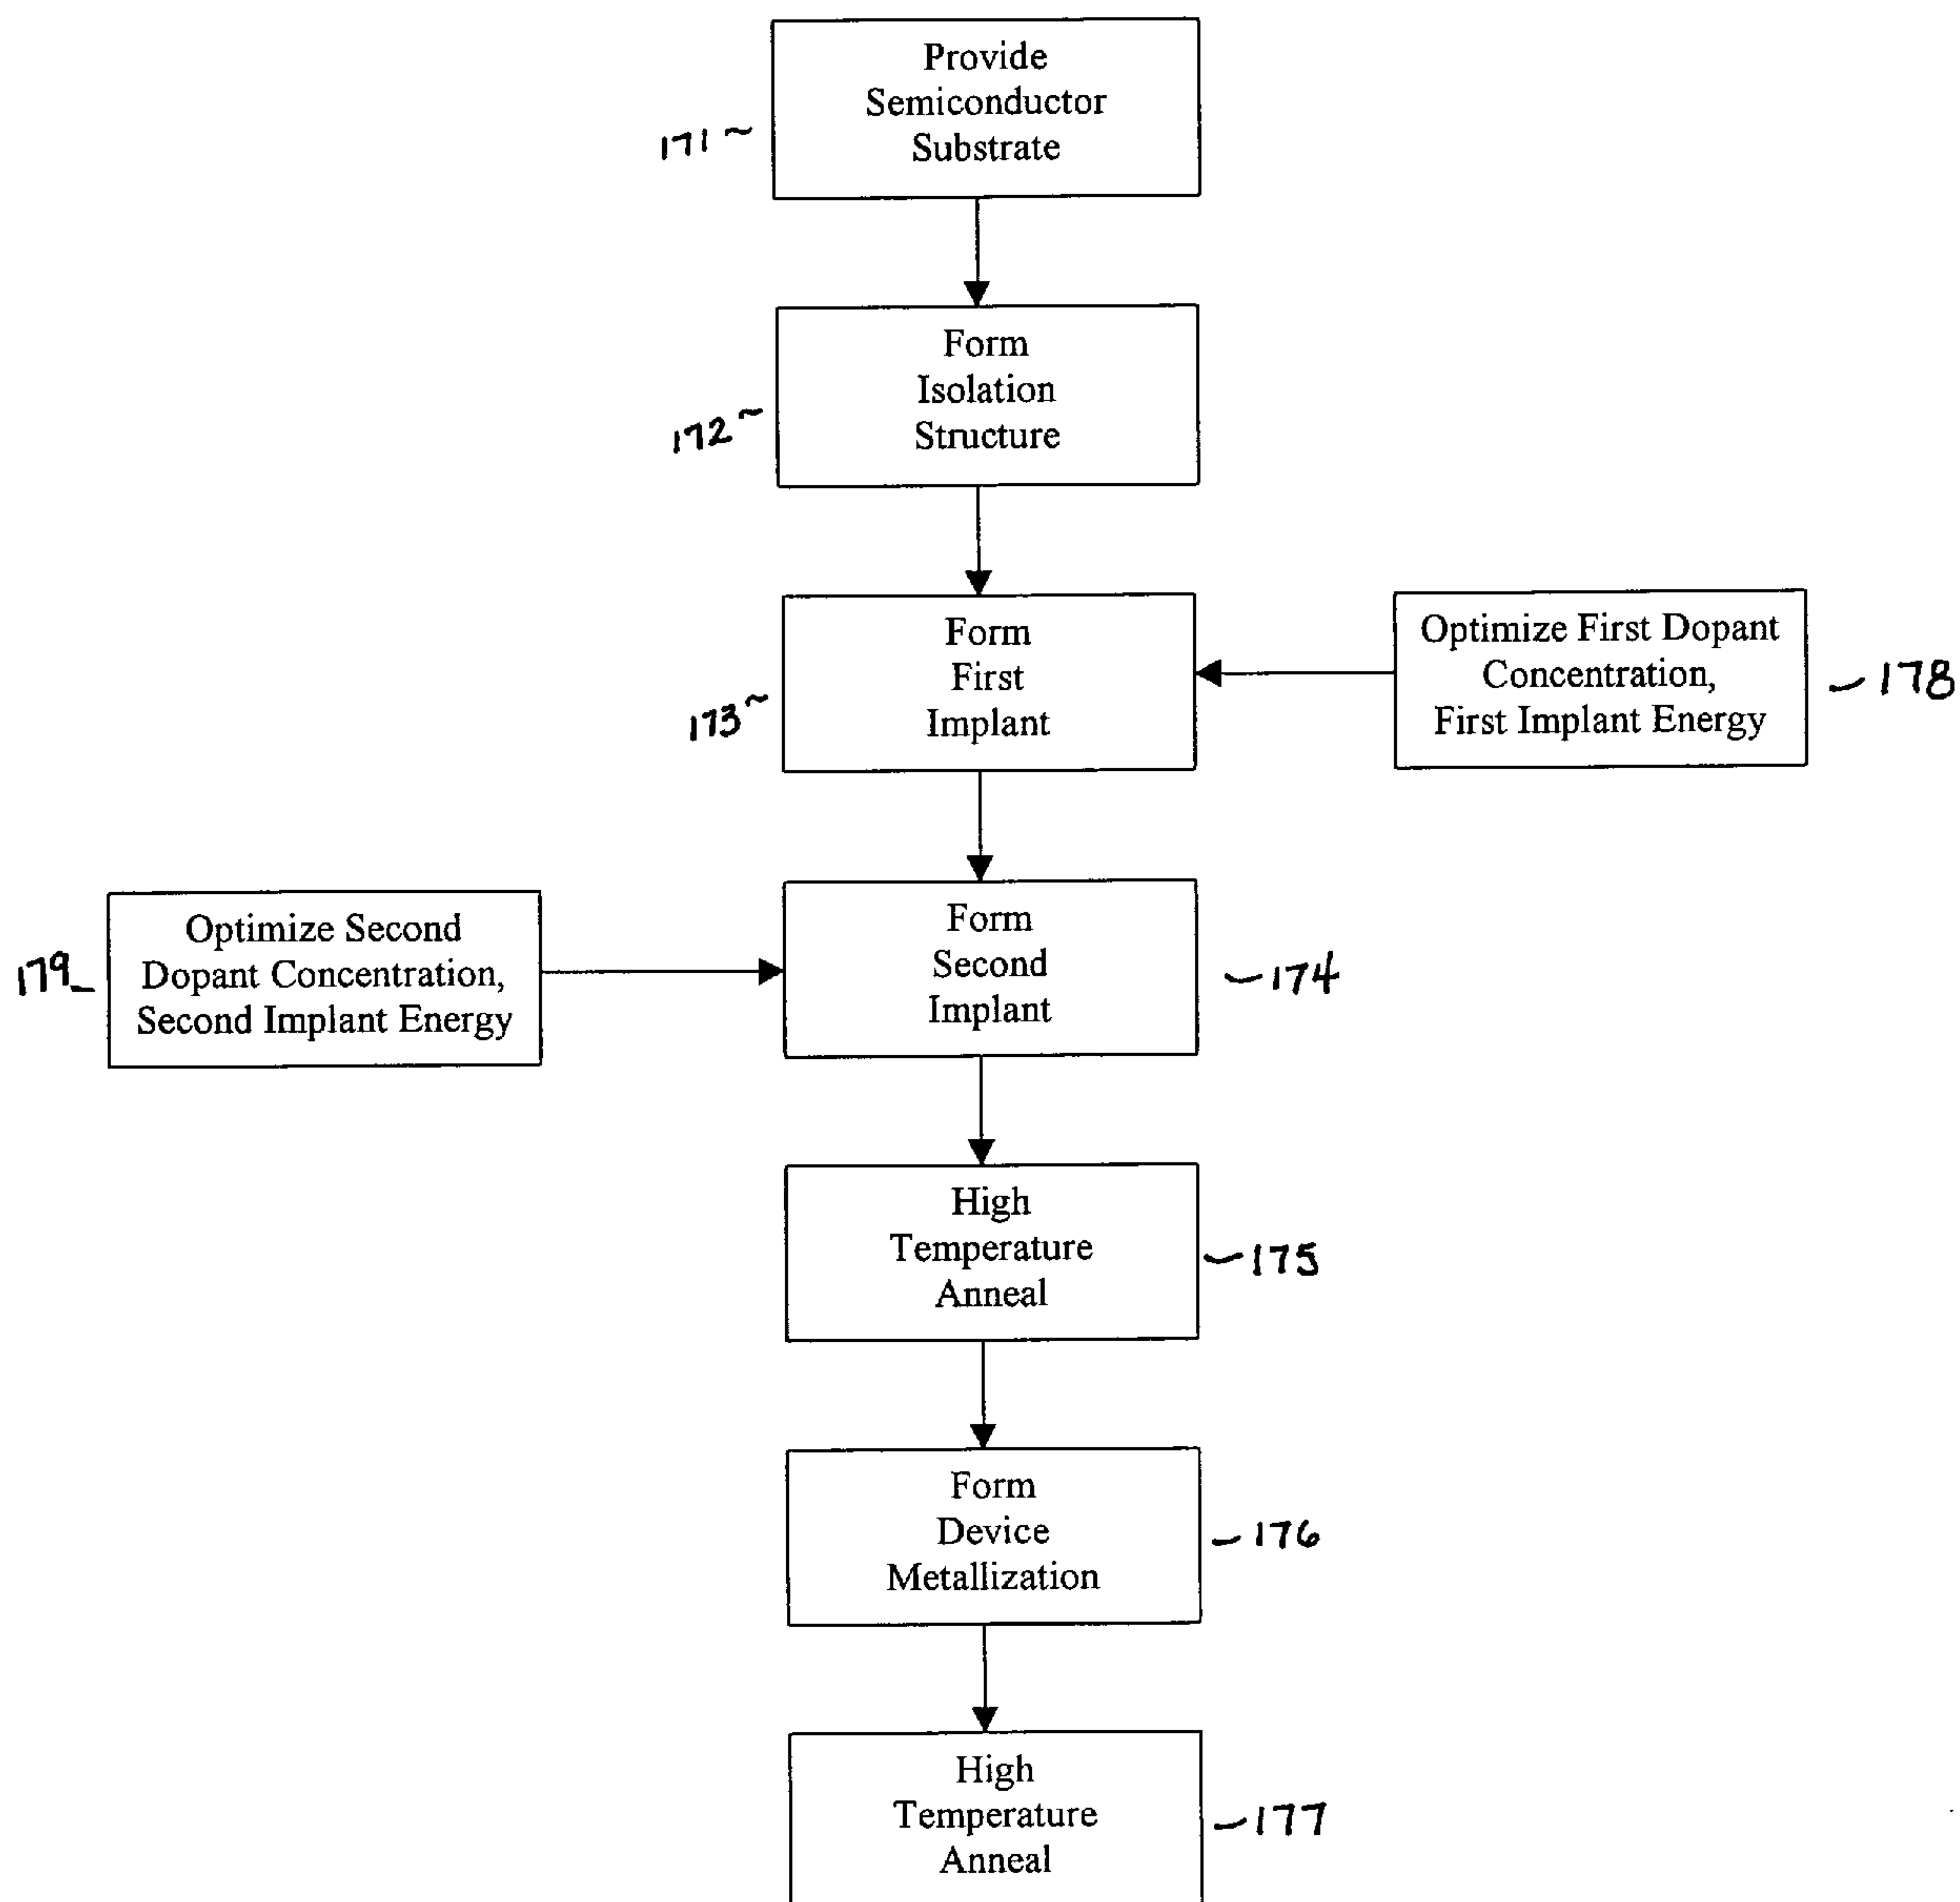 Provide
Semiconductor
Substrate
171
Form
Isolation
Structure
172
Form
First
Implant
173
Optimize First Dopant
Concentration,
First Implant Energy
178
Optimize Second
Dopant Concentration,
Second Implant Energy
179
Form
Second
Implant
174
High
Temperature
Anneal
175
Form
Device
Metallization
176
High
Temperature
Anneal
177